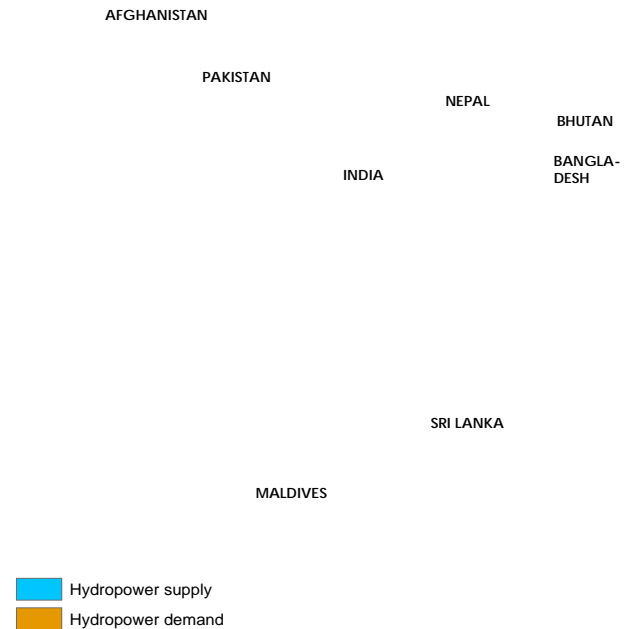 AFGHANISTAN
PAKISTAN
NEPAL
BHUTAN
BANGLA-
DESH
INDIA
SRI LANKA
MALDIVES
Hydropower supply
Hydropower demand